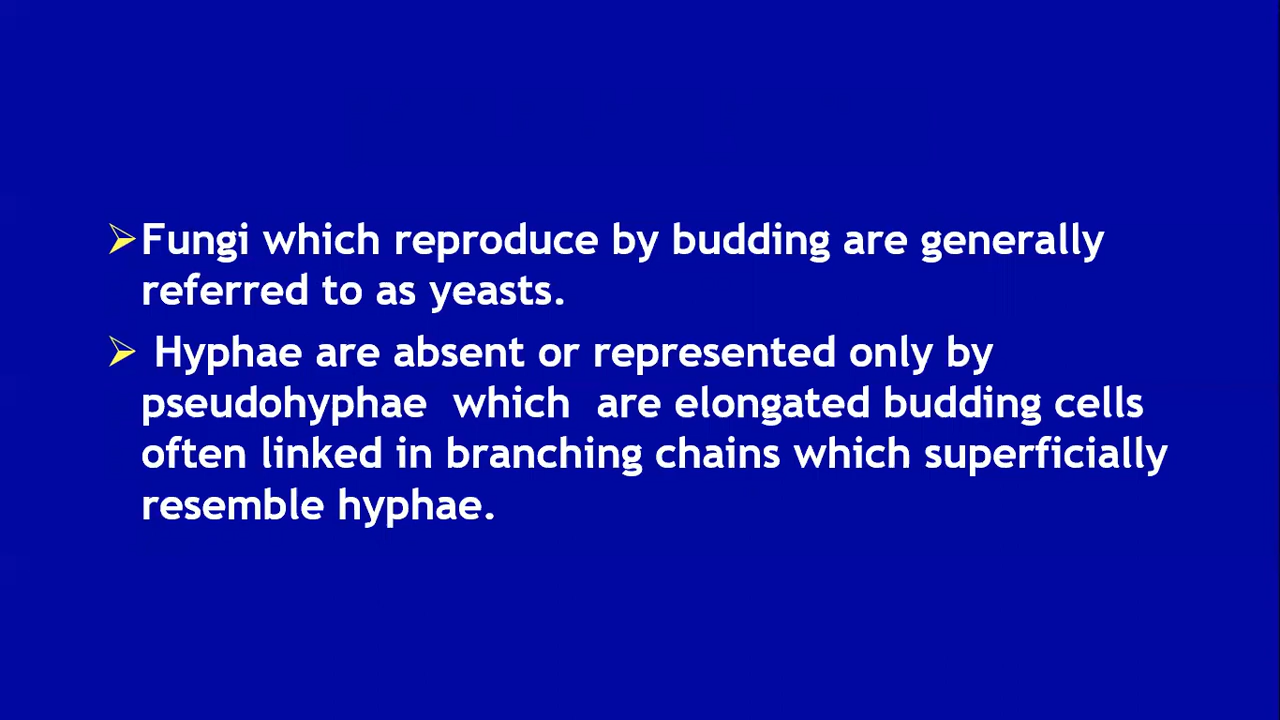 Fungi which reproduce by budding are generally
referred to as yeasts.
Hyphae are absent or represented only by
pseudohyphae which are elongated budding cells
often linked in branching chains which superficially
resemble hyphae.